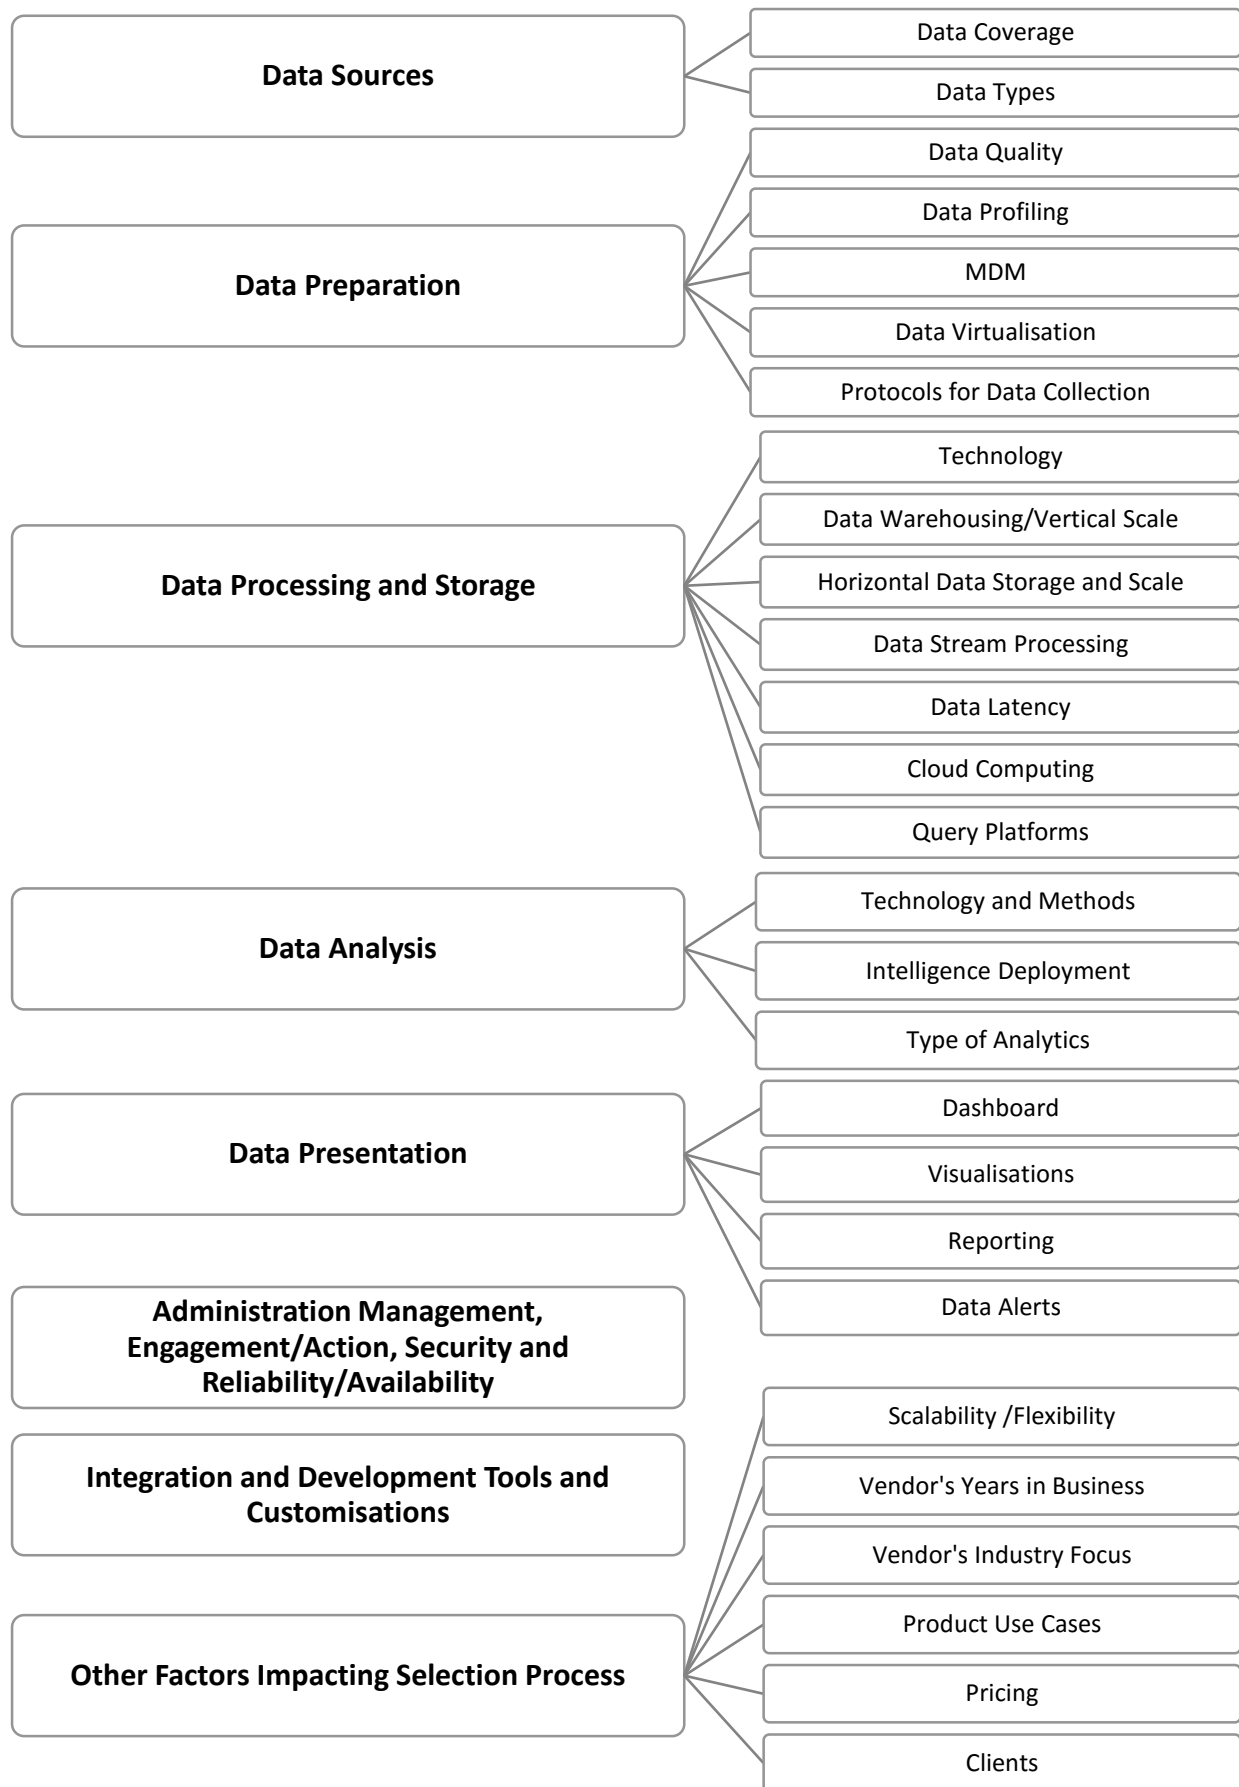 Data Sources
Data Coverage
Data Types
Data Preparation
Data Quality
Data Profiling
MDM
Data Virtualisation
Protocols for Data Collection
Data Processing and Storage
Technology
Data Warehousing/Vertical Scale
Horizontal Data Storage and Scale
Data Stream Processing
Data Latency
Cloud Computing
Query Platforms
Data Analysis
Technology and Methods
Intelligence Deployment
Type of Analytics
Data Presentation
Dashboard
Visualisations
Reporting
Data Alerts
Administration Management,
Engagement/Action, Security and
Reliability/Availability
Integration and Development Tools and
Customisations
Other Factors Impacting Selection Process
Scalability /Flexibility
Vendor's Years in Business
Vendor's Industry Focus
Product Use Cases
Pricing
Clients